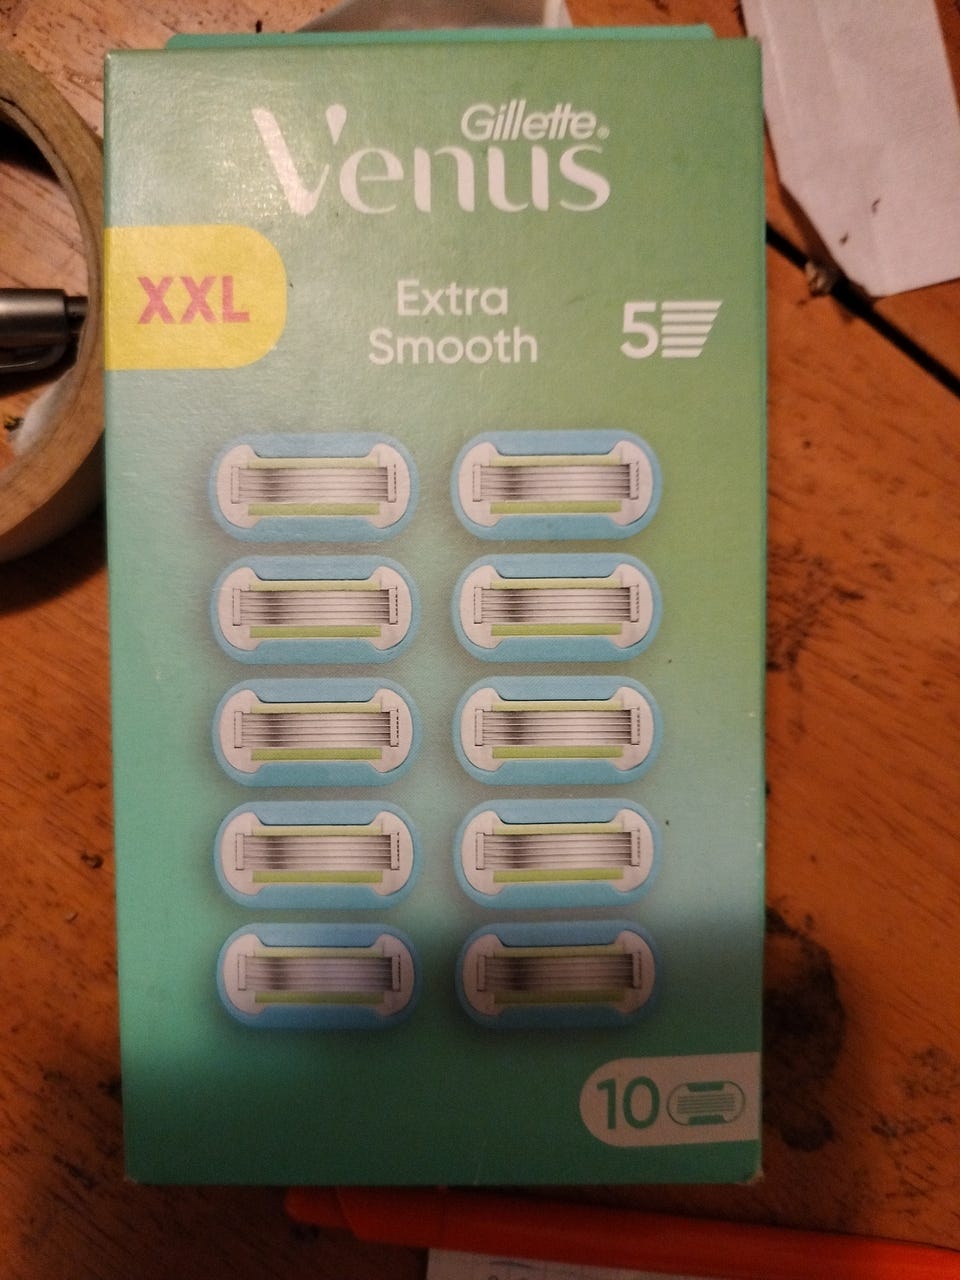 Gillette®
Venus
XXL
Extra
Smooth
5
10